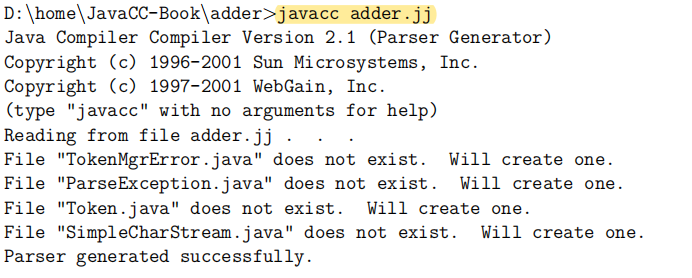 D:\home\JavaCC-Book\adder>javacc adder.jj
Java Compiler Compiler Version 2.1 (Parser Generator)
Copyright (c) 1996-2001 Sun Microsystems, Inc.
Copyright (c) 1997-2001 WebGain, Inc.
(type "javacc" with no arguments for help)
Reading from file adder.jj . . .
File "TokenMgrError.java" does not exist. Will create one.
File "ParseException.java" does not exist. Will create one.
File "Token.java" does not exist. Will create one.
File "SimpleCharStream.java" does not exist. Will create one.
Parser generated successfully.